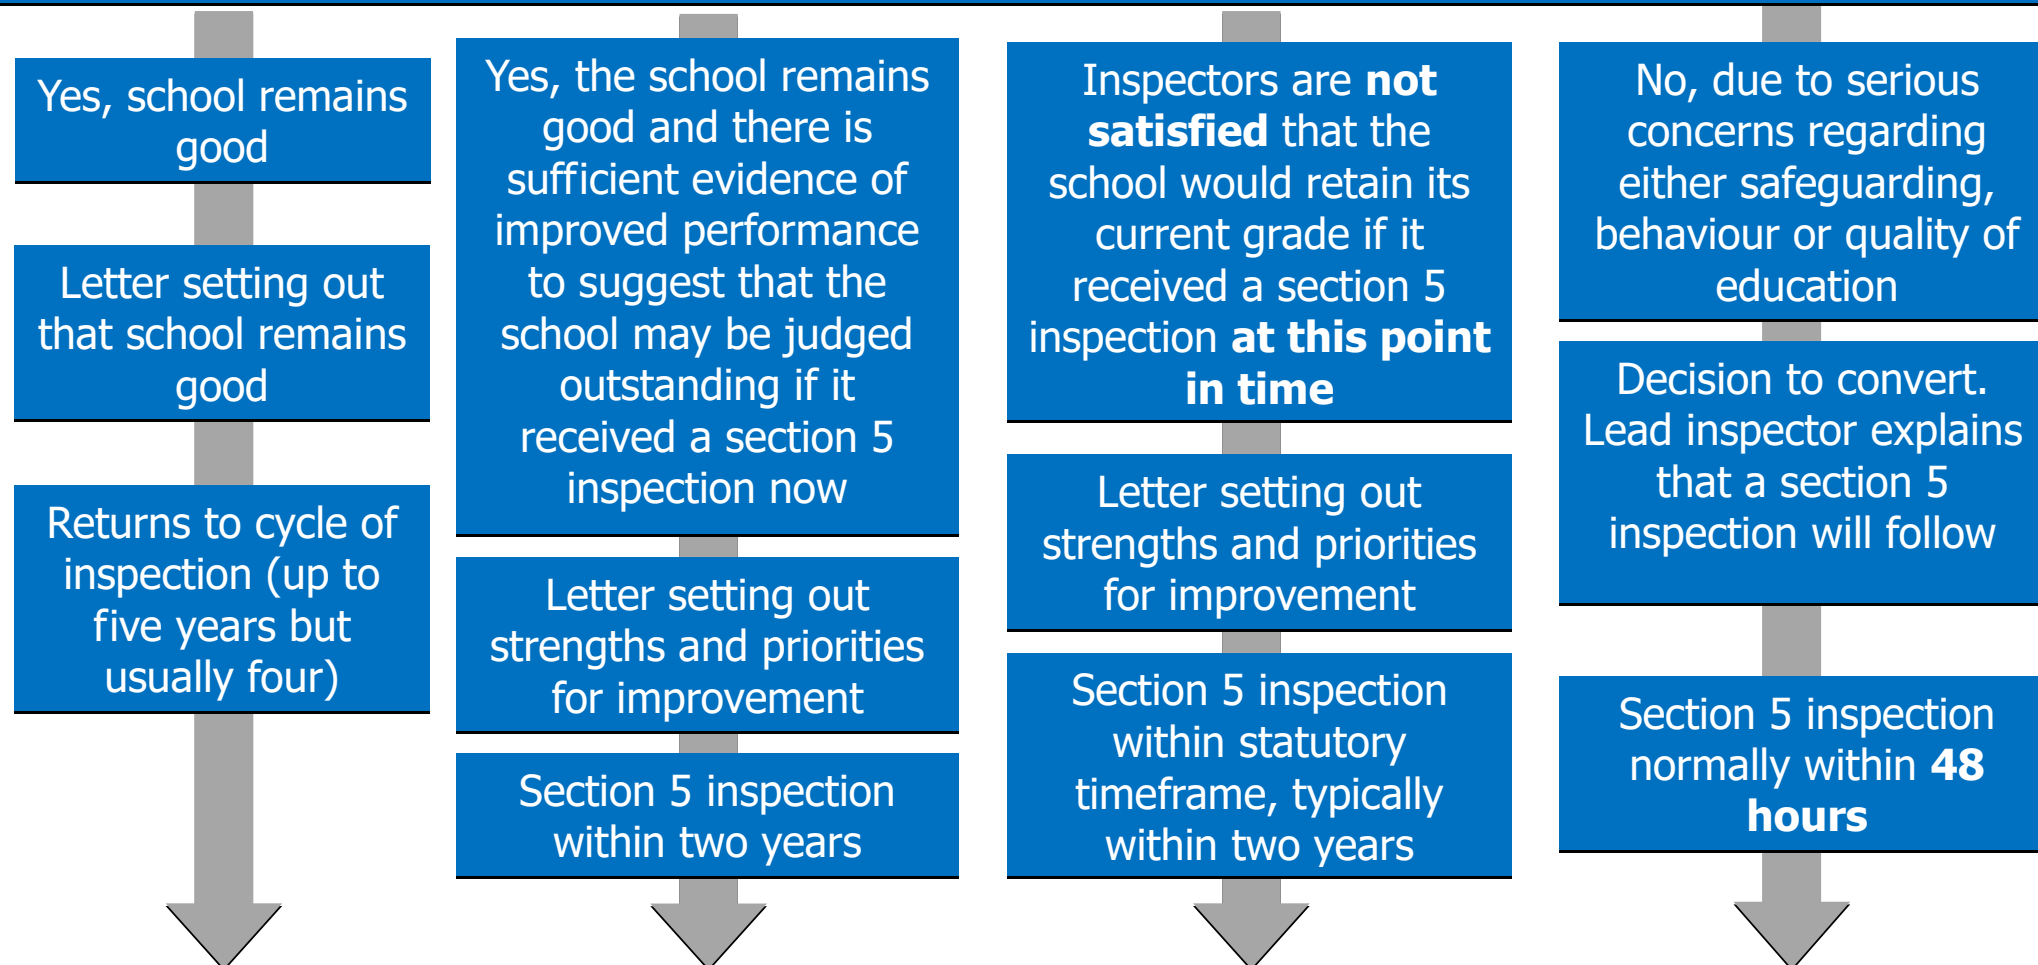 Yes, school remains
good
Letter setting out
that school remains
good
Returns to cycle of
inspection (up to
five years but
usually four)
Yes, the school remains
good and there is
sufficient evidence of
improved performance
to suggest that the
school may be judged
outstanding if it
received a section 5
inspection now
Letter setting out
strengths and priorities
for improvement
Section 5 inspection
within two years
Inspectors are not
satisfied that the
school would retain its
current grade if it
received a section 5
inspection at this point
in time
Letter setting out
strengths and priorities
for improvement
Section 5 inspection
within statutory
timeframe, typically
within two years
No, due to serious
concerns regarding
either safeguarding,
behaviour or quality of
education
Decision to convert.
Lead inspector explains
that a section 5
inspection will follow
Section 5 inspection
normally within 48
hours